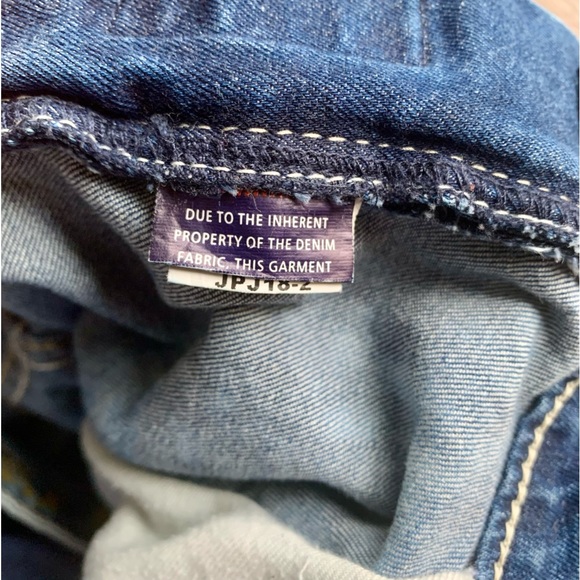 DUE TO THE INHERENT
PROPERTY OF THE DENIM
FABRIC, THIS GARMENT
JPJ18-2